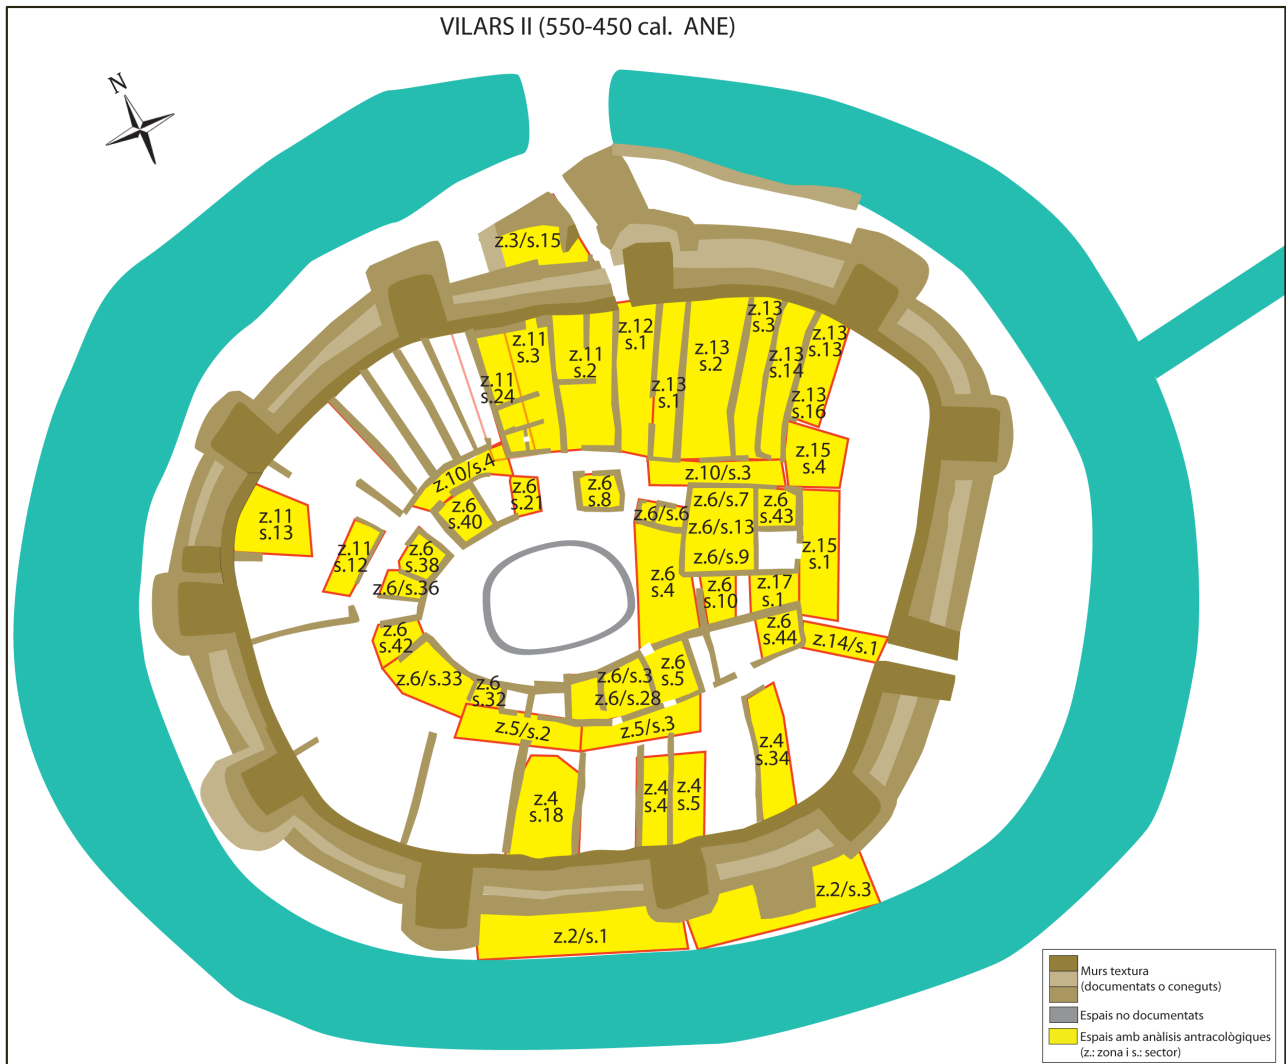 VILARS II (550-450 cal. ANE)
N
z.3/s.15
z.11
s.3
z.11
s.2
z.12
s.1
z.13
s.2
z.13
s.3
z.13
s.13
z.13
s.14
z.11
s.24
z.13
s.1
z.13
s.16
z.15
s.4
z.10/s.4
z.10/s.3
z.6
s.21
z.6
s.8
z.6
s.40
z.6/s.6
z.6/s.7
z.6
s.43
z.6/s.13
z.6/s.9
z.11
s.13
z.11
s.12
z.6
s.38
z.6/s.36
z.6
s.4
z.6
s.10
z.17
s.1
z.15
s.1
z.6
s.42
z.6
s.44
z.14/s.1
z.6/s.33
z.6
s.32
z.6/s.3
z.6/s.28
z.6
s.5
z.5/s.2
z.5/s.3
z.4
s.34
z.4
s.18
z.4
s.4
z.4
s.5
z.2/s.3
z.2/s.1
Murs textura
(documentats o coneguts)
Espais no documentats
Espais amb anàlisis antracològiques
(z.: zona i s.: sector)